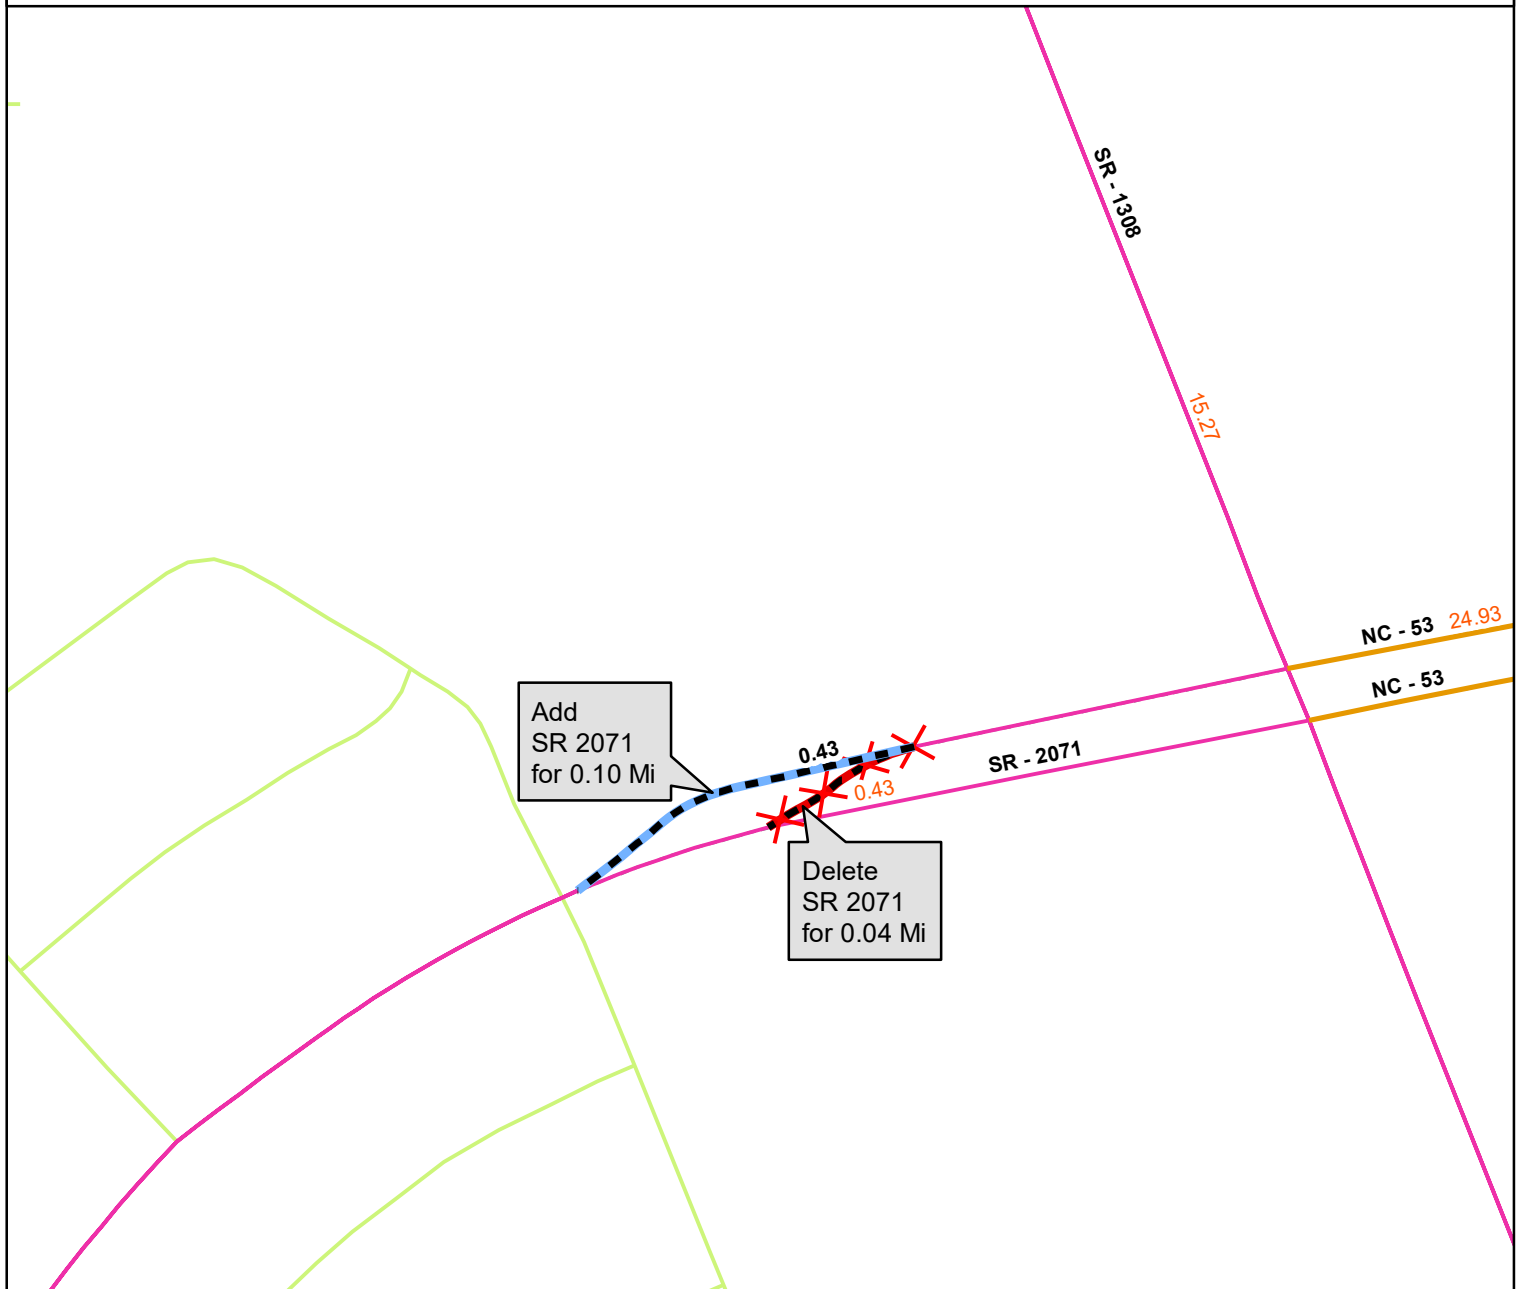 SR - 1308
15.27
NC - 53 24.93
NC - 53
SR - 2071
0.43
0.43
Add
SR 2071
for 0.10 Mi
Delete
SR 2071
for 0.04 Mi